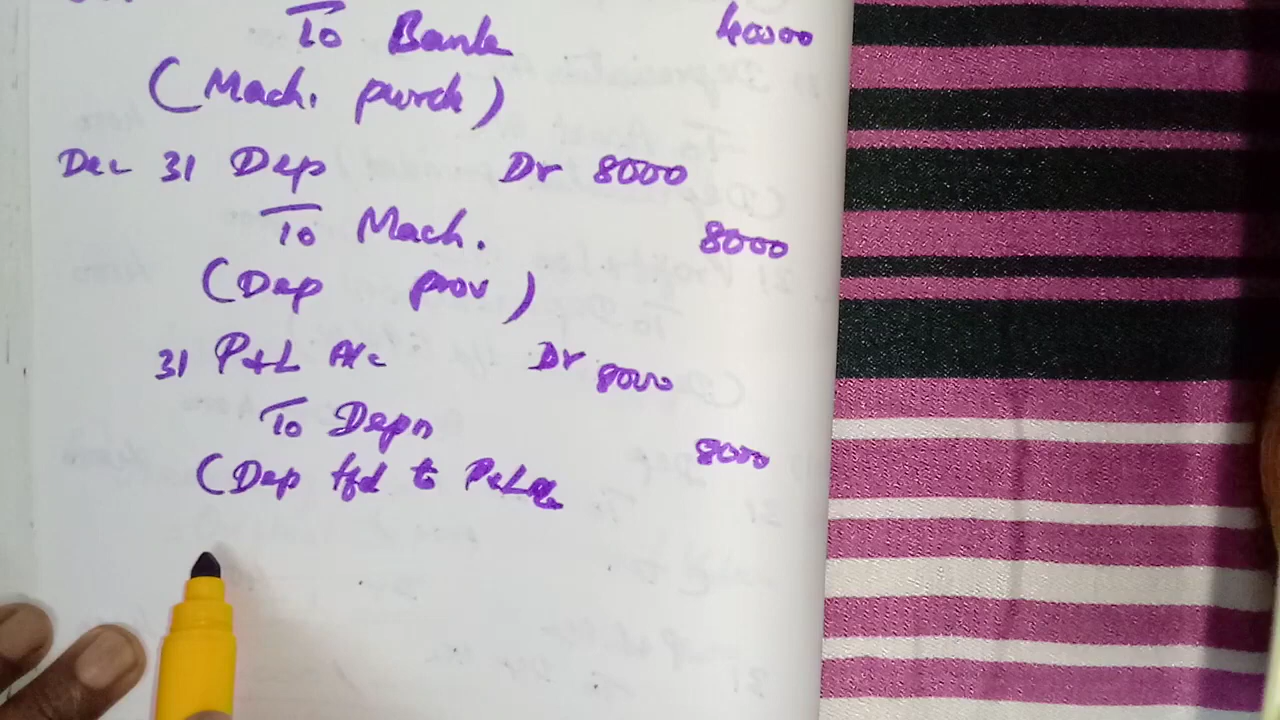 To Bank 40000
(Mach. purch)
Dec 31 Dep Dr 8000
To Mach. 8000
(Dep prov)
31 P&L A/c Dr 8000
To Depn 8000
(Dep tfd to P&L A/c